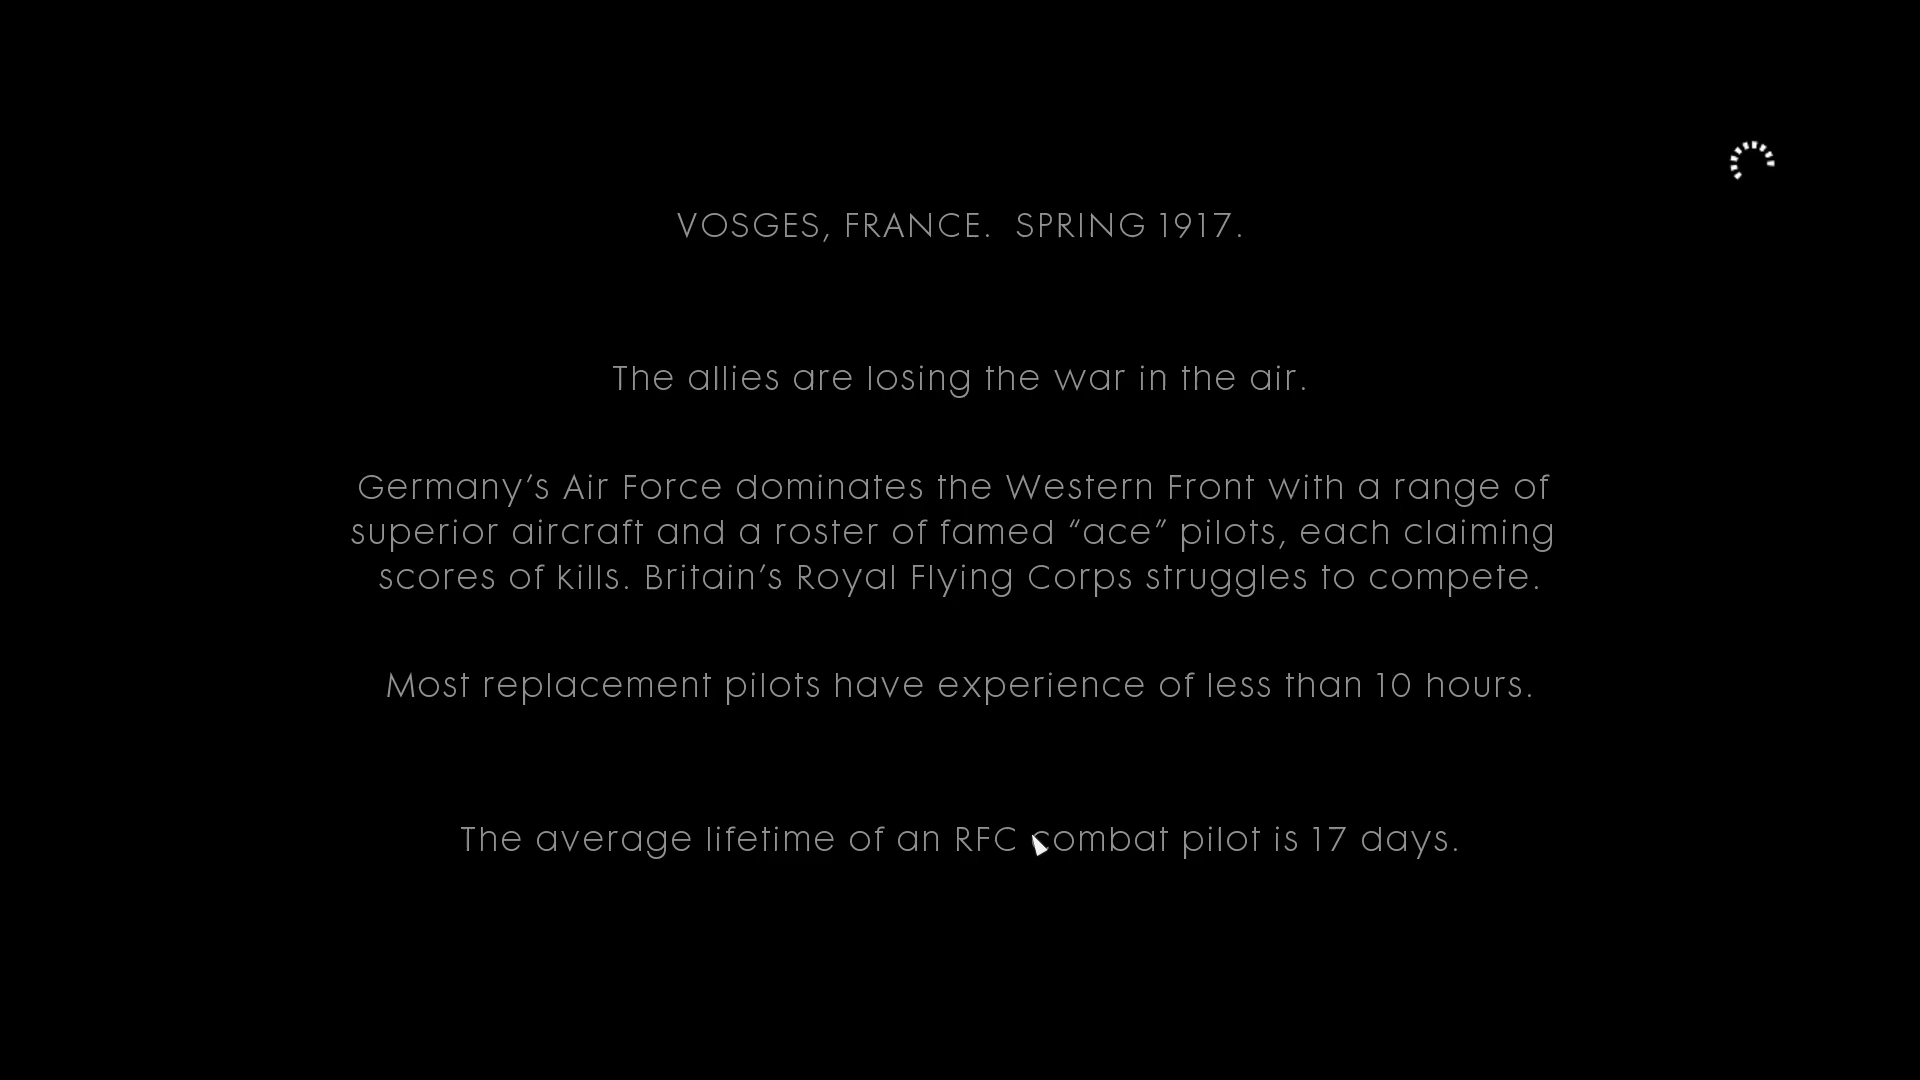 VOSGES, FRANCE.  SPRING 1917.
The allies are losing the war in the air.
Germany’s Air Force dominates the Western Front with a range of
superior aircraft and a roster of famed “ace” pilots, each claiming
scores of kills. Britain’s Royal Flying Corps struggles to compete.
Most replacement pilots have experience of less than 10 hours.
The average lifetime of an RFC combat pilot is 17 days.